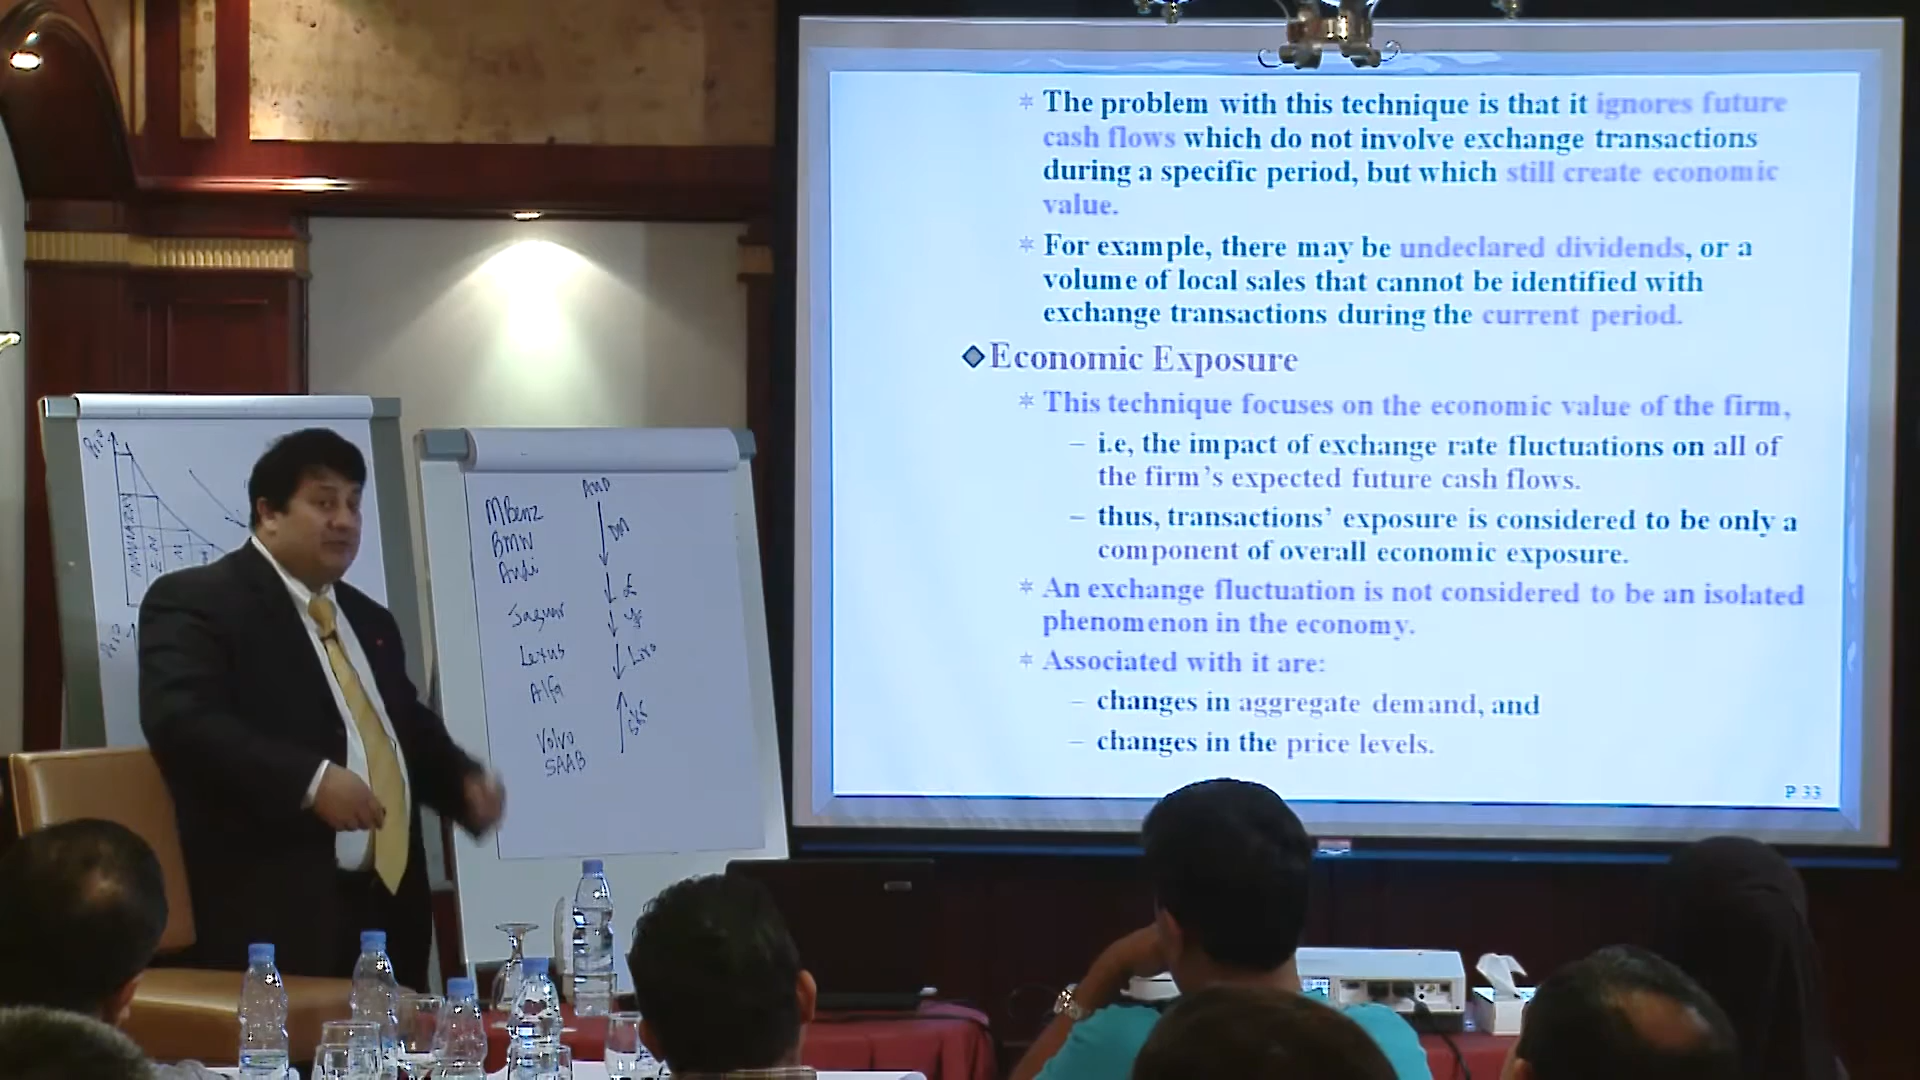 * The problem with this technique is that it ignores future
cash flows which do not involve exchange transactions
during a specific period, but which still create economic
value.
* For example, there may be undeclared dividends, or a
volume of local sales that cannot be identified with
exchange transactions during the current period.
Economic Exposure
* This technique focuses on the economic value of the firm,
– i.e, the impact of exchange rate fluctuations on all of
the firm's expected future cash flows.
– thus, transactions' exposure is considered to be only a
component of overall economic exposure.
* An exchange fluctuation is not considered to be an isolated
phenomenon in the economy.
* Associated with it are:
– changes in aggregate demand, and
– changes in the price levels.
P 33
MBenz
BMW
Audi
DM
Jaguar
£
Lexus
Alfa
Volvo
SAAB